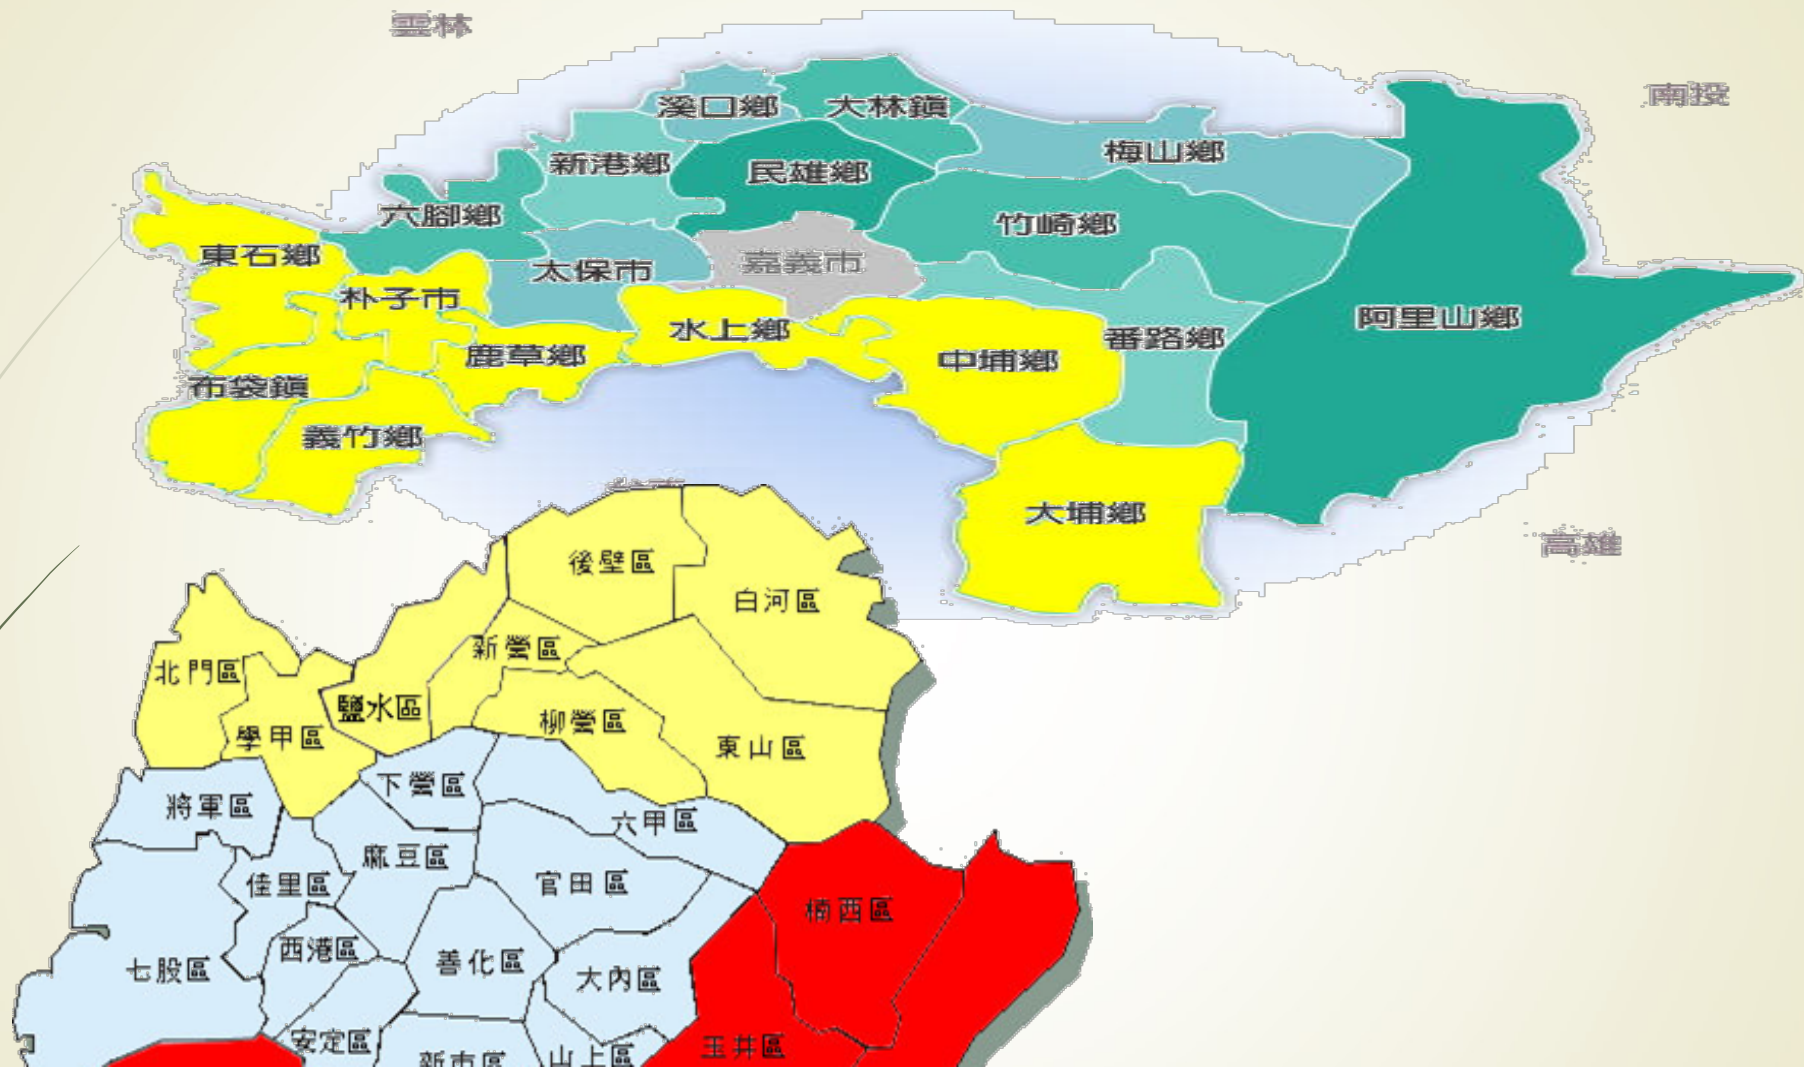 雲林
南投
溪口鄉
大林鎮
新港鄉
民雄鄉
梅山鄉
六腳鄉
竹崎鄉
東石鄉
太保市
嘉義市
朴子市
水上鄉
阿里山鄉
鹿草鄉
中埔鄉
番路鄉
布袋鎮
義竹鄉
大埔鄉
高雄
後壁區
白河區
新營區
北門區
鹽水區
柳營區
學甲區
東山區
下營區
將軍區
六甲區
麻豆區
佳里區
官田區
楠西區
西港區
善化區
七股區
大內區
安定區
新市區
山上區
玉井區